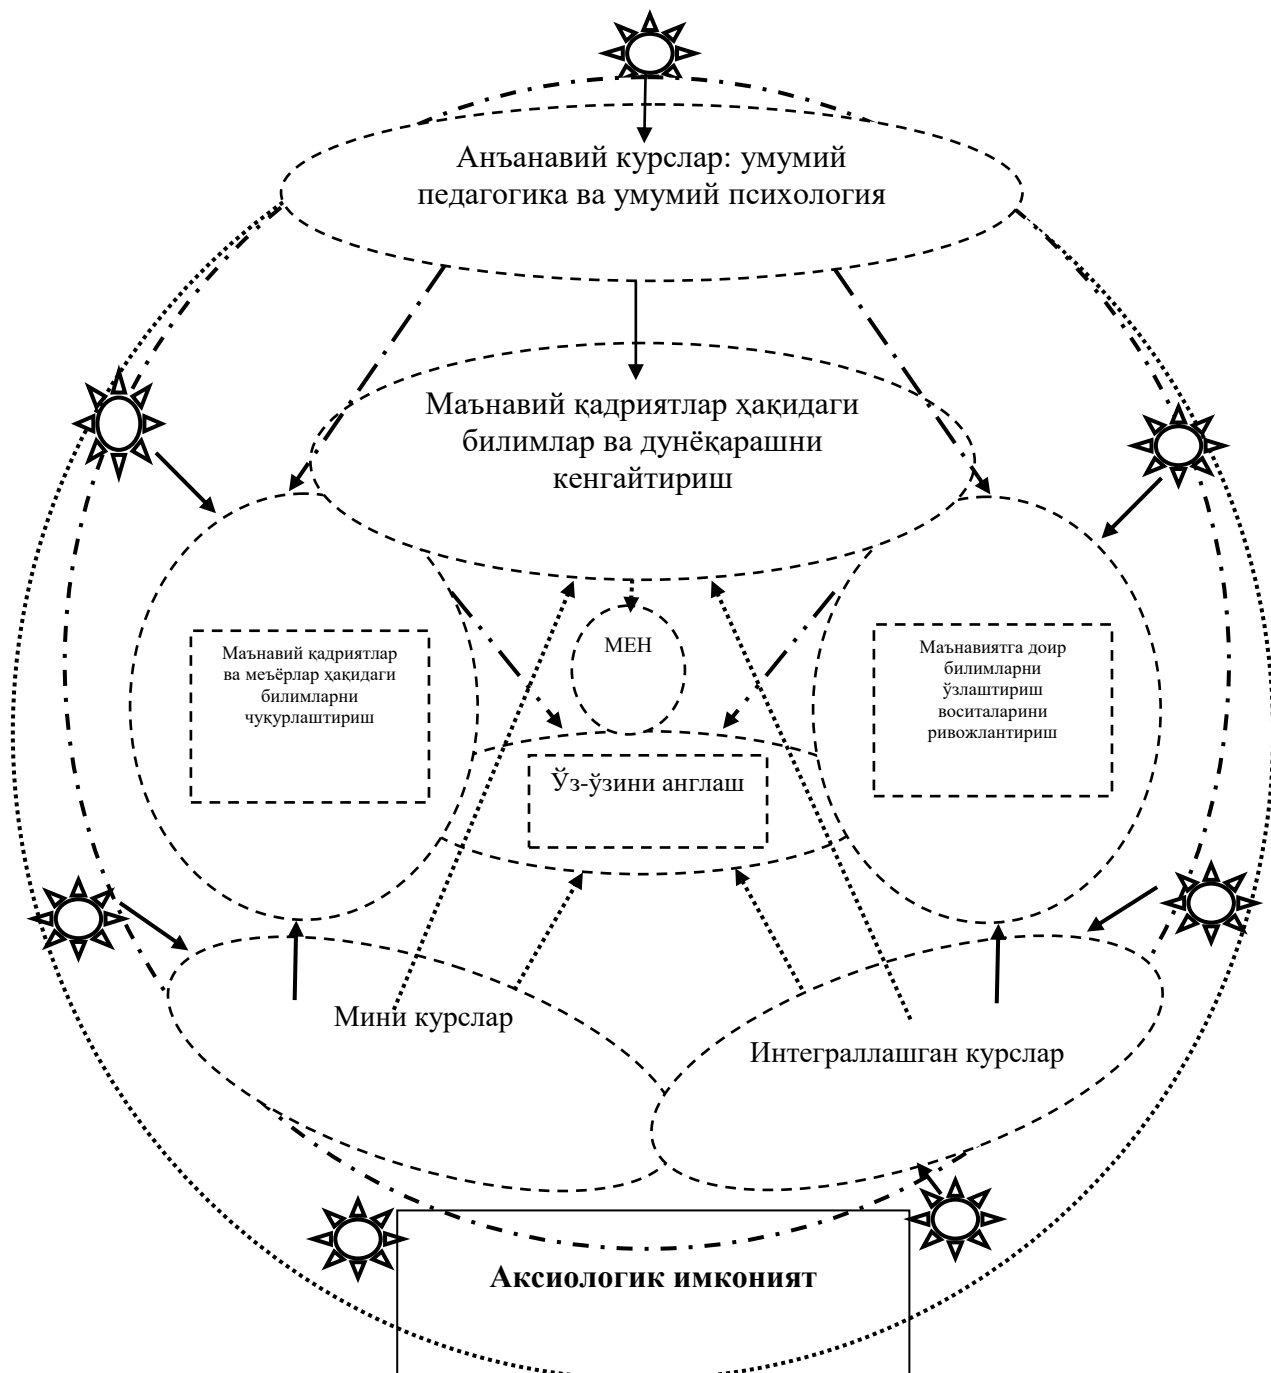 Анъанавий курслар: умумий
педагогика ва умумий психология
Маънавий қадриятлар ҳақидаги
билимлар ва дунёқарашни
кенгайтириш
МЕН
Маънавий қадриятлар
ва меъёрлар ҳақидаги
билимларни
чуқурлаштириш
Маънавиятга доир
билимларни
ўзлаштириш
воситаларини
ривожлантириш
Ўз-ўзини англаш
Мини курслар
Интеграллашган курслар
Аксиологик имконият